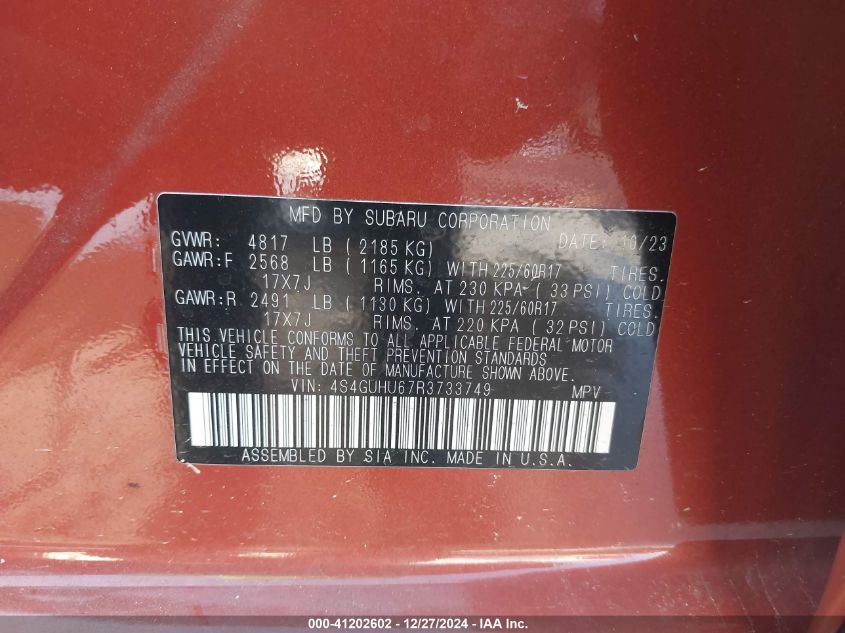 MFD BY SUBARU CORPORATION
GVWR: 4817 LB ( 2185 KG) DATE: 10/23
GAWR:F 2568 LB ( 1165 KG) WITH 225/60R17 TIRES.
17X7J RIMS. AT 230 KPA ( 33 PSI) COLD
GAWR:R 2491 LB ( 1130 KG) WITH 225/60R17 TIRES.
17X7J RIMS. AT 220 KPA ( 32 PSI) COLD
THIS VEHICLE CONFORMS TO ALL APPLICABLE FEDERAL MOTOR
VEHICLE SAFETY AND THEFT PREVENTION STANDARDS
IN EFFECT ON THE DATE OF MANUFACTURE SHOWN ABOVE.
VIN: 4S4GUHU67R3733749 MPV
ASSEMBLED BY SIA INC. MADE IN U.S.A.
000-41202602 - 12/27/2024 - IAA Inc.